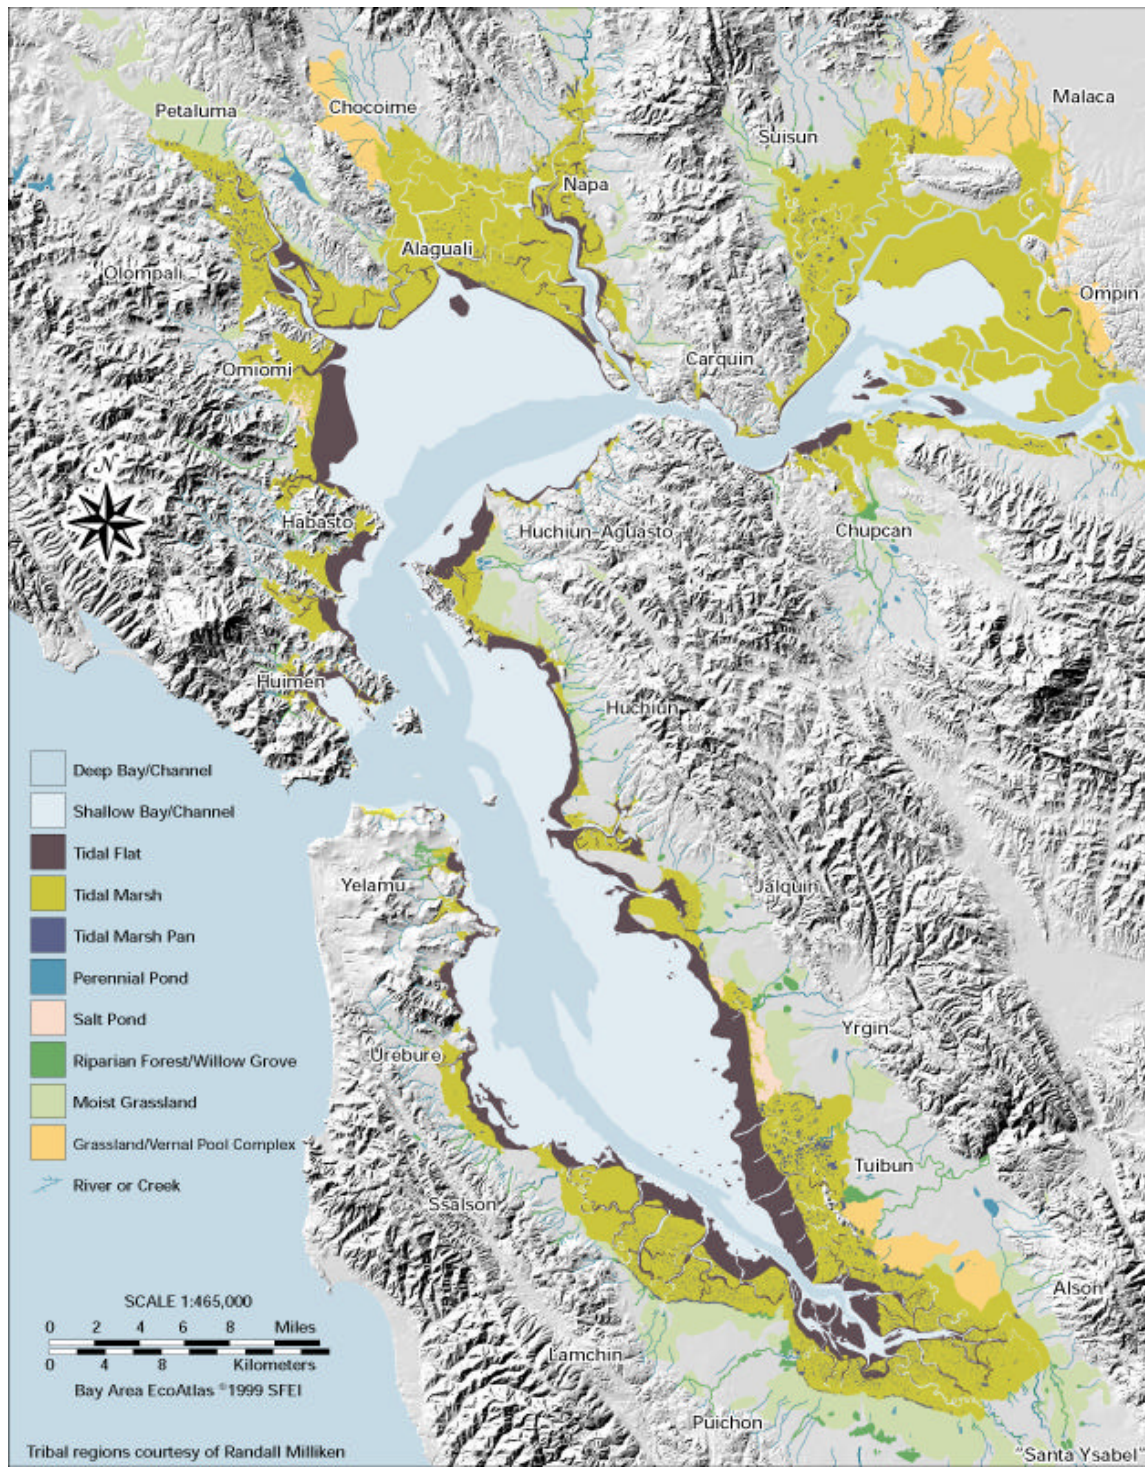 Petaluma
Chocoime
Malaca
Suisun
Napa
Alaguali
Olompali
Ompin
Carquin
Omiomi
N
Habasto
Huchiun-Aguasto
Chupcan
Huimen
Huchiun
Deep Bay/Channel
Shallow Bay/Channel
Tidal Flat
Tidal Marsh
Tidal Marsh Pan
Perennial Pond
Salt Pond
Riparian Forest/Willow Grove
Moist Grassland
Grassland/Vernal Pool Complex
River or Creek
Yelamu
Jalquin
Yrgin
Urebure
Tuibun
Ssalson
Alson
Lamchin
Puichon
"Santa Ysabel"
SCALE 1:465,000
0 2 4 6 8 Miles
0 4 8 Kilometers
Bay Area EcoAtlas ©1999 SFEI
Tribal regions courtesy of Randall Milliken